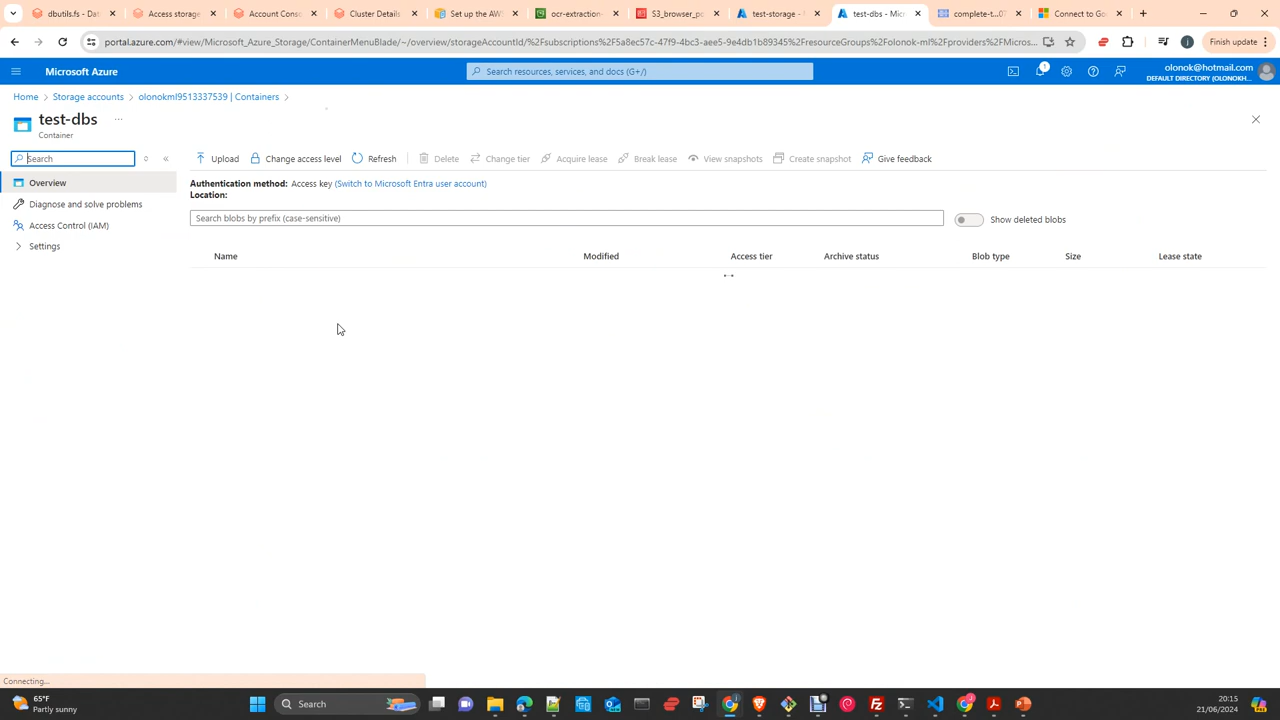 dbutils.fs - Da
Access storage
Account Conso
Cluster Details
Set up the AW
ocr-extraction-
S3_browser_p
test-storage -
test-dbs - Mic
complete-t...07
Connect to Go
portal.azure.com/#view/Microsoft_Azure_Storage/ContainerMenuBlade/~/overview/storageAccountId/%2Fsubscriptions%2F5a8ec57c-47f9-4bc3-aee5-9e4db1b89345%2FresourceGroups%2Folonok-ml%2Fproviders%2FMicros...
Finish update
Microsoft Azure
Search resources, services, and docs (G+/)
1
olonok@hotmail.com
DEFAULT DIRECTORY (OLONOKH...
Home > Storage accounts > olonokml9513337539 | Containers >
test-dbs ...
Container
Search
Upload Change access level Refresh Delete Change tier Acquire lease Break lease View snapshots Create snapshot Give feedback
Overview
Diagnose and solve problems
Access Control (IAM)
Settings
Authentication method: Access key (Switch to Microsoft Entra user account)
Location:
Search blobs by prefix (case-sensitive)
Show deleted blobs
Name Modified Access tier Archive status Blob type Size Lease state
Connecting...
65°F
Partly sunny
Search
20:15
21/06/2024